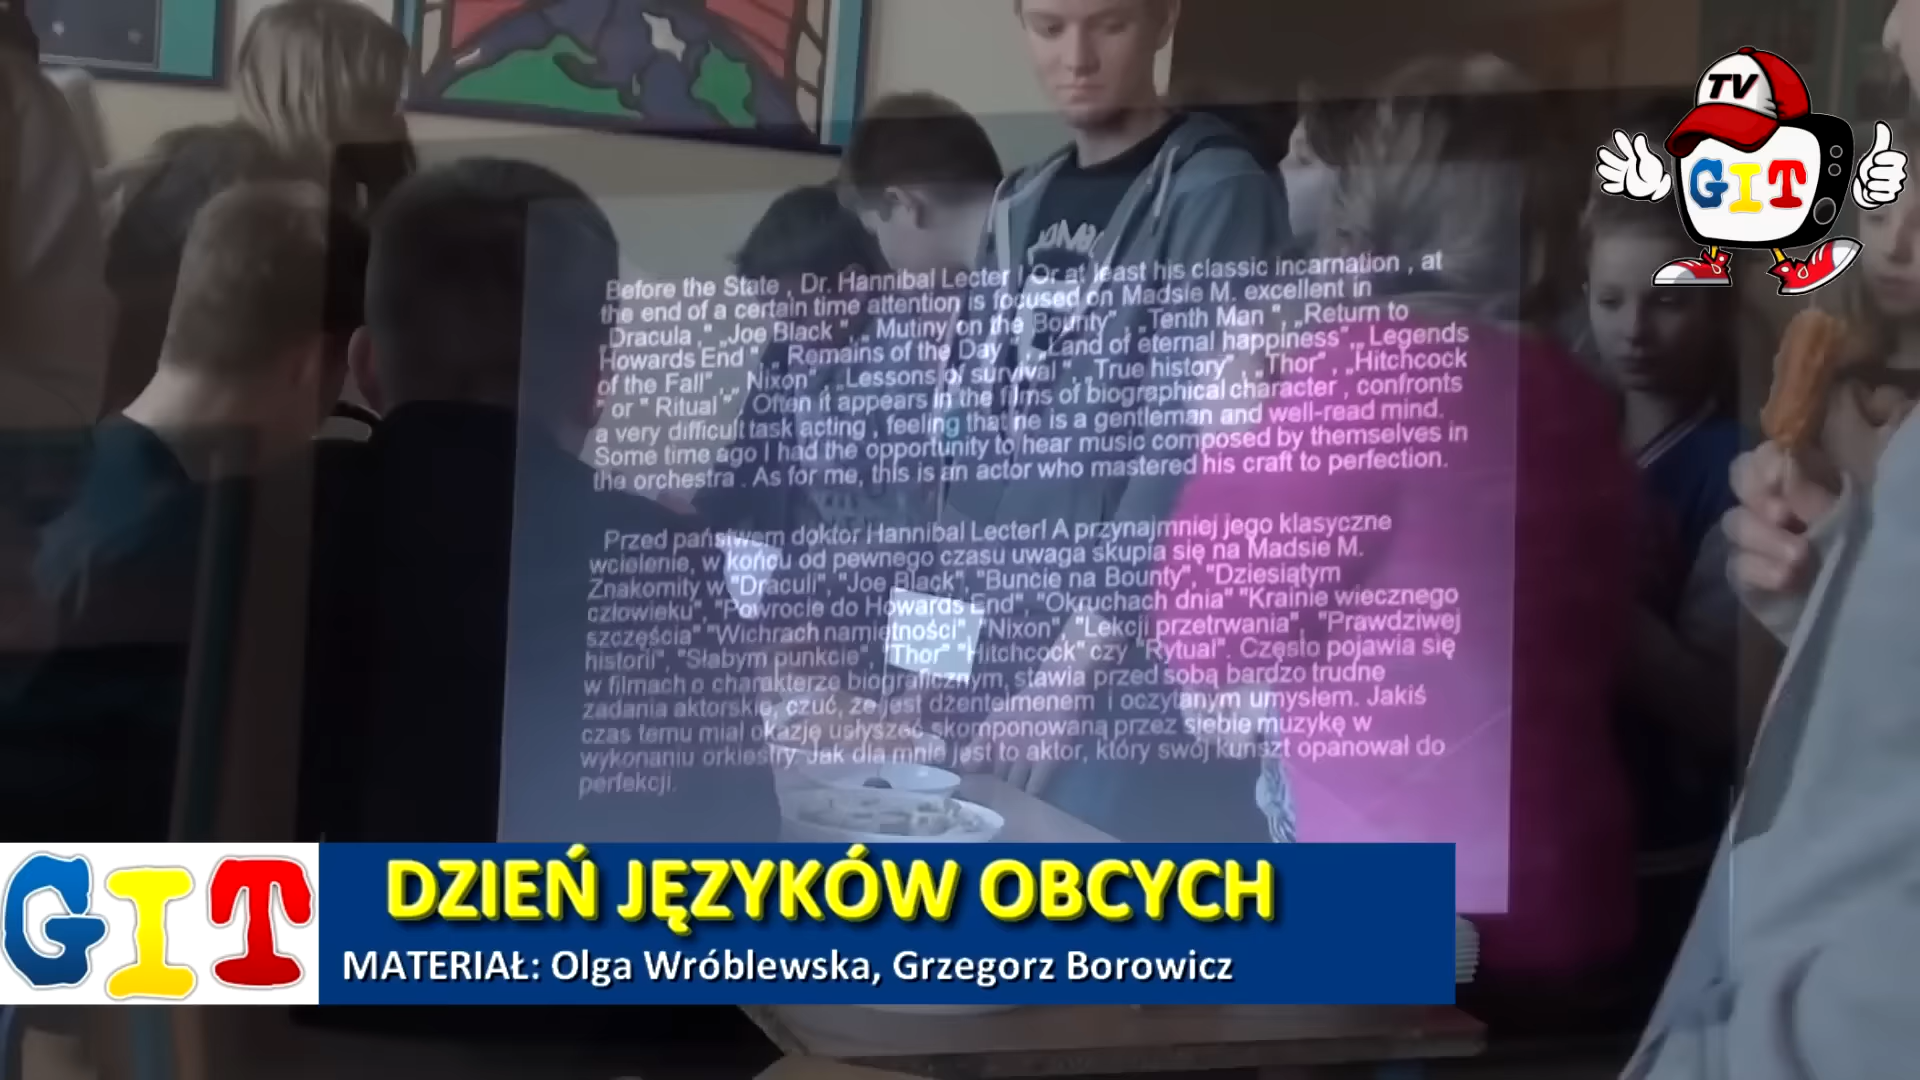 TV
GIT
Before the State , Dr. Hannibal Lecter ! Or at least his classic incarnation , at
the end of a certain time attention is focused on Madsie M. excellent in
„Dracula „" „Joe Black " „„ Mutiny on the Bounty" , „Tenth Man ", „Return to
Howards End " „ Remains of the Day " , „Land of eternal happiness" „ Legends
of the Fall" „„ Nixon" , „Lessons of survival ", „True history" , „Thor" , „Hitchcock
" or " Ritual "  Often it appears in the films of biographical character , confronts
a very difficult task acting , feeling that he is a gentleman and well-read mind.
Some time ago I had the opportunity to hear music composed by themselves in
the orchestra . As for me, this is an actor who mastered his craft to perfection.
Przed państwem doktor Hannibal Lecter! A przynajmniej jego klasyczne
wcielenie, w końcu od pewnego czasu uwaga skupia się na Madsie M.
Znakomity w "Draculi", "Joe Black", "Buncie na Bounty", "Dziesiątym
człowieku", "Powrocie do Howards End", "Okruchach dnia" "Krainie wiecznego
szczęścia" "Wichrach namiętności" "Nixon", "Lekcji przetrwania", "Prawdziwej
historii", "Słabym punkcie", "Thor" "Hitchcock" czy "Rytual". Często pojawia się
w filmach o charakterze biograficznym, stawia przed sobą bardzo trudne
zadania aktorskie, czuć, że jest dżentelmenem i oczytanym umysłem. Jakiś
czas temu miał okazję usłyszeć skomponowaną przez siebie muzykę w
wykonaniu orkiestry. Jak dla mnie jest to aktor, który swój kunszt opanował do
perfekcji.
GIT
DZIEŃ JĘZYKÓW OBCYCH
MATERIAŁ: Olga Wróblewska, Grzegorz Borowicz